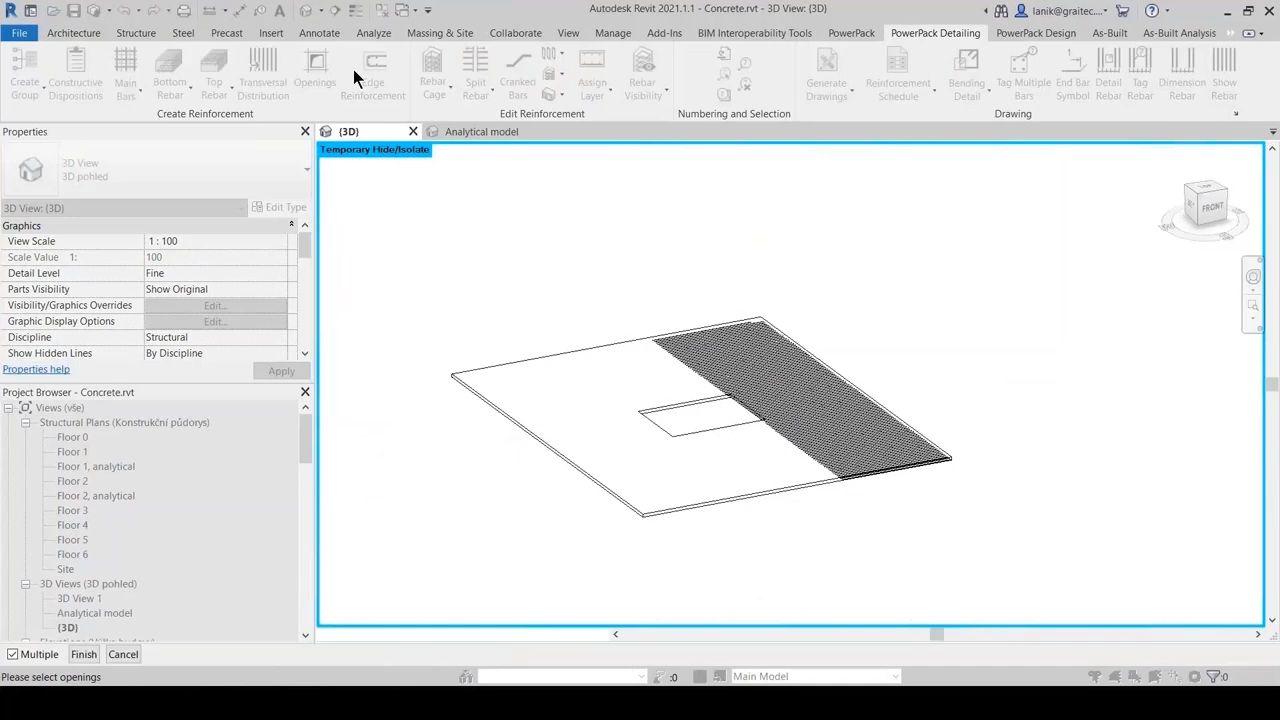 Autodesk Revit 2021.1.1 - Concrete.rvt - 3D View: {3D}
lanik@graitec....
File Architecture Structure Steel Precast Insert Annotate Analyze Massing & Site Collaborate View Manage Add-Ins BIM Interoperability Tools PowerPack PowerPack Detailing PowerPack Design As-Built As-Built Analysis
Create Group
Constructive Dispositions
Main Bars
Bottom Rebar
Top Rebar
Transversal Distribution
Openings
Edge Reinforcement
Rebar Cage
Split Rebar
Cranked Bars
Assign Layer
Rebar Visibility
Generate Drawings
Reinforcement Schedule
Bending Detail
Tag Multiple Bars
End Bar Symbol
Detail Rebar
Tag Rebar
Dimension Rebar
Show Rebar
Create Reinforcement
Edit Reinforcement
Numbering and Selection
Drawing
Properties
{3D}
Analytical model
Temporary Hide/Isolate
3D View
3D pohled
3D View: {3D}
Edit Type
Graphics
View Scale 1 : 100
Scale Value 1: 100
Detail Level Fine
Parts Visibility Show Original
Visibility/Graphics Overrides Edit...
Graphic Display Options Edit...
Discipline Structural
Show Hidden Lines By Discipline
Properties help
Apply
Project Browser - Concrete.rvt
Views (vše)
Structural Plans (Konstrukční půdorys)
Floor 0
Floor 1
Floor 1, analytical
Floor 2
Floor 2, analytical
Floor 3
Floor 4
Floor 5
Floor 6
Site
3D Views (3D pohled)
3D View 1
Analytical model
{3D}
FRONT
Multiple
Finish
Cancel
Please select openings
:0
Main Model
:0